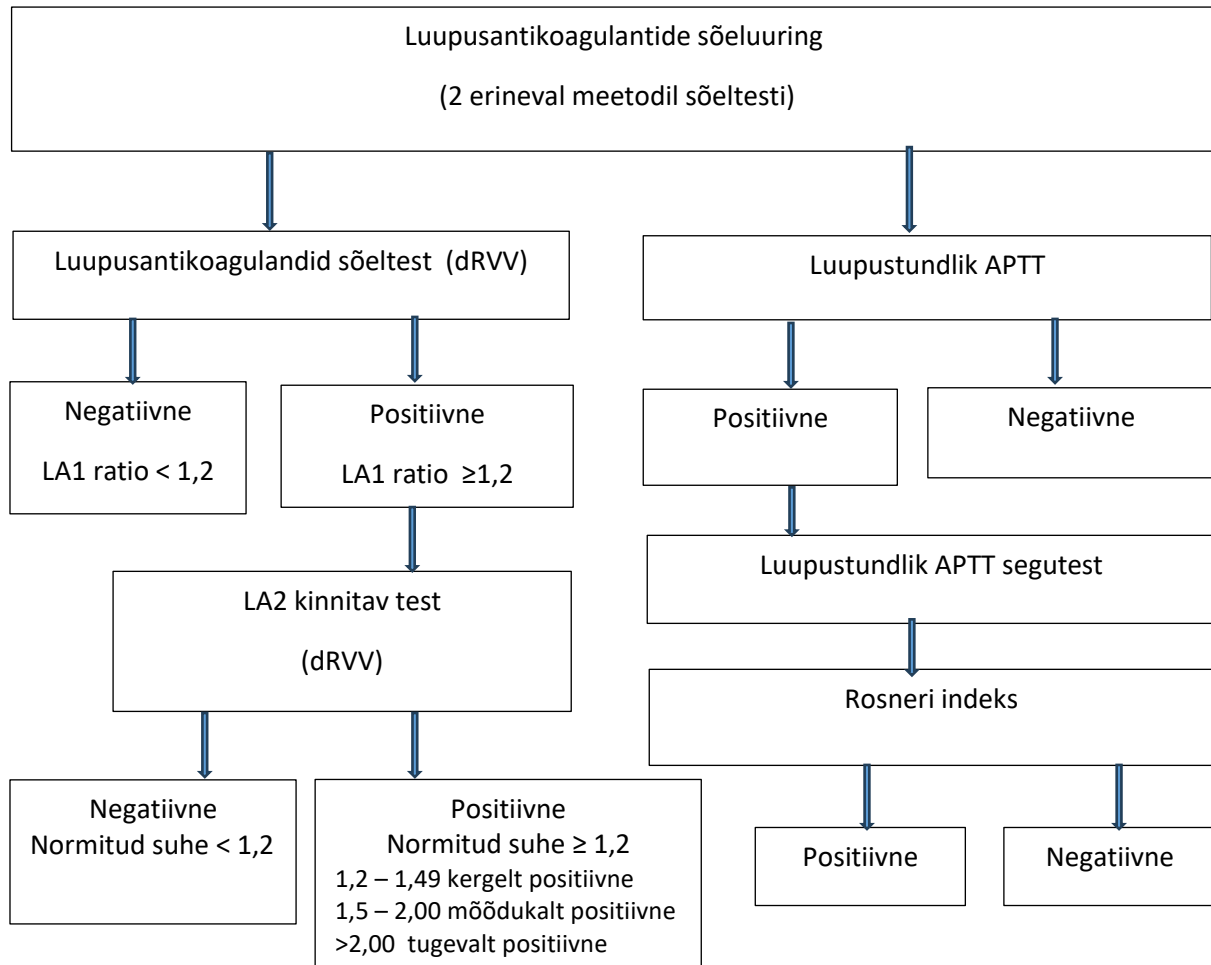 Luupusantikoagulantide sõeluuring
(2 erineval meetodil sõeltesti)
Luupusantikoagulandid sõeltest (dRVV)
Luupustundlik APTT
Negatiivne
LA1 ratio < 1,2
Positiivne
LA1 ratio ≥1,2
Positiivne
Negatiivne
Luupustundlik APTT segutest
LA2 kinnitav test
(dRVV)
Rosneri indeks
Negatiivne
Normitud suhe < 1,2
Positiivne
Normitud suhe ≥ 1,2
1,2 – 1,49 kergelt positiivne
1,5 – 2,00 mõõdukalt positiivne
>2,00 tugevalt positiivne
Positiivne
Negatiivne